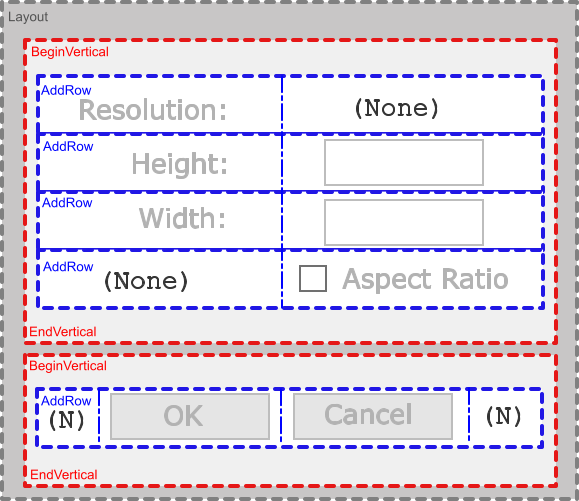 Layout
BeginVertical
AddRow
Resolution: (None)
AddRow
Height:
AddRow
Width:
AddRow
(None) Aspect Ratio
EndVertical
BeginVertical
AddRow
(N) OK Cancel (N)
EndVertical